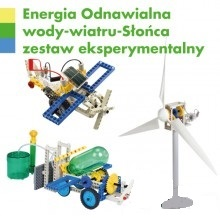 Energia Odnawialna
wody-wiatru-Słońca
zestaw eksperymentalny